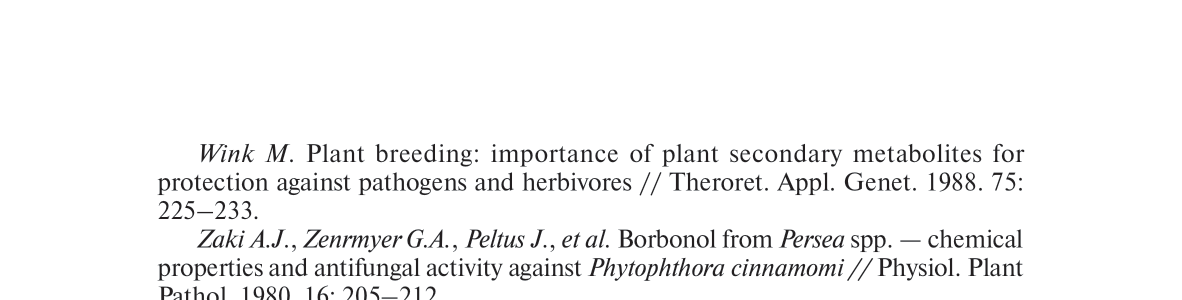 Wink M. Plant breeding: importance of plant secondary metabolites for
protection against pathogens and herbivores // Theroret. Appl. Genet. 1988. 75:
225–233.
Zaki A.J., Zenrmyer G.A., Peltus J., et al. Borbonol from Persea spp. — chemical
properties and antifungal activity against Phytophthora cinnamomi // Physiol. Plant
Pathol. 1980. 16: 205–212.